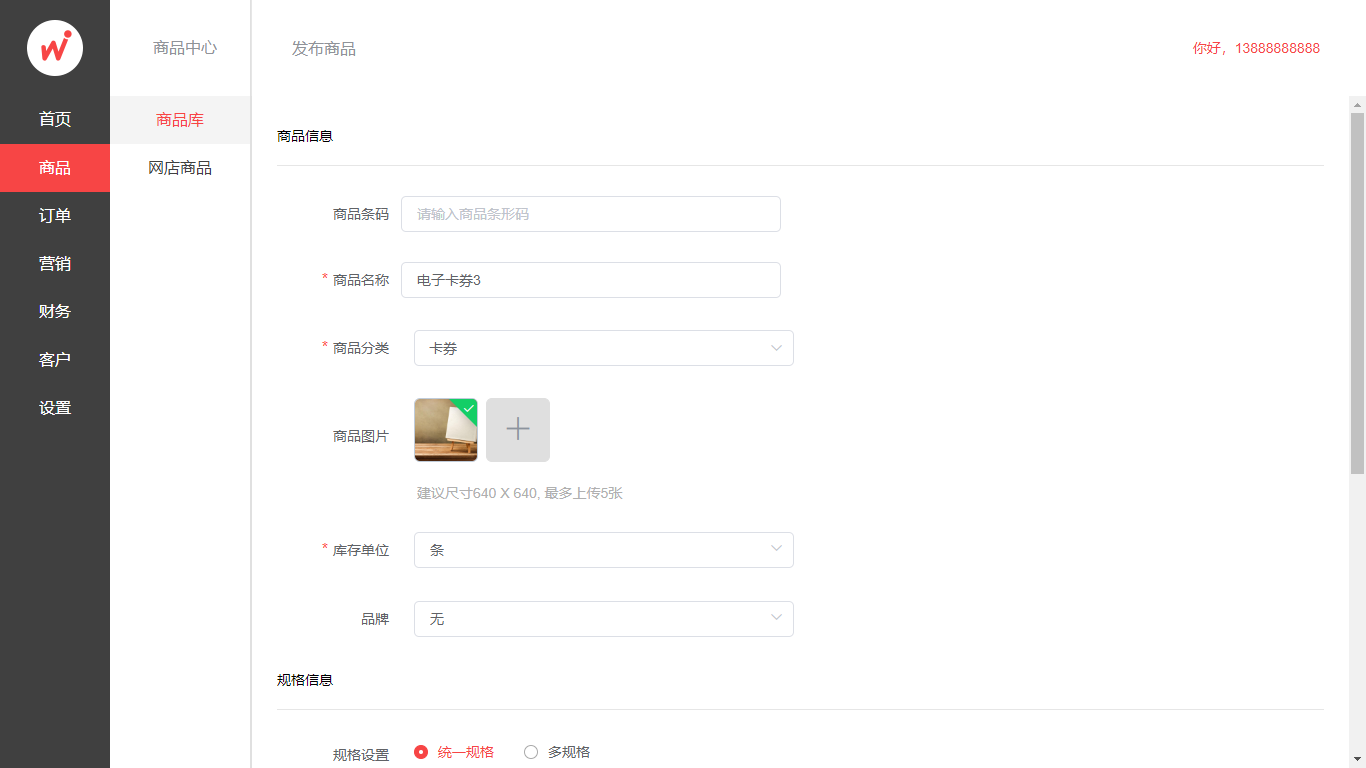 商品中心
发布商品
你好，13888888888
首页
商品
订单
营销
财务
客户
设置
商品库
网店商品
商品信息
商品条码 请输入商品条形码
* 商品名称 电子卡券3
* 商品分类 卡券
商品图片
建议尺寸640 X 640, 最多上传5张
* 库存单位 条
品牌 无
规格信息
规格设置 统一规格 多规格